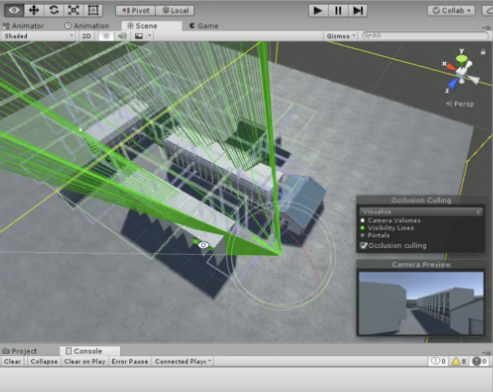 Pivot Local Collab
Animator Animation Scene Game
Shaded 2D Gizmos All
y
x
z
Persp
Occlusion Culling
Visualize
Camera Volumes
Visibility Lines
Portals
Occlusion culling
Camera Preview
Project Console
Clear Collapse Clear on Play Error Pause Connected Player 0 8 0